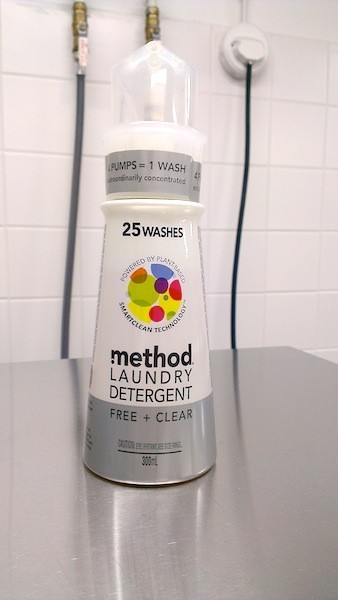 4 PUMPS = 1 WASH
extraordinarily concentrated
25 WASHES
POWERED BY PLANT-BASED
SMARTCLEAN TECHNOLOGY™
method®
LAUNDRY
DETERGENT
FREE + CLEAR
300mL